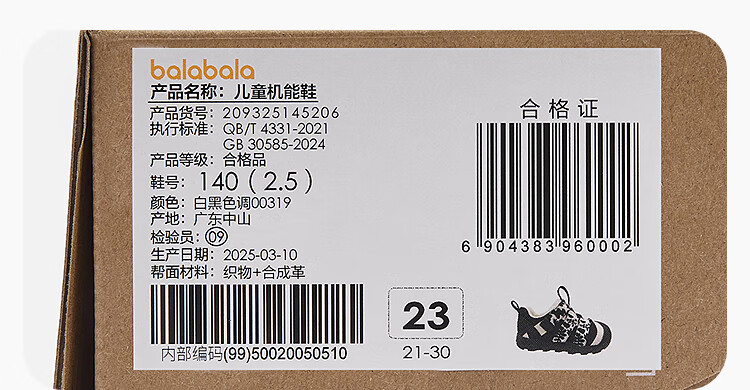 balabala
产品名称：儿童机能鞋
产品货号：209325145206
执行标准：QB/T 4331-2021
GB 30585-2024
产品等级：合格品
鞋号：140（2.5）
颜色：白黑色调00319
产地：广东中山
检验员：09
生产日期：2025-03-10
帮面材料：织物+合成革
内部编码(99)50020050510
合格证
6 904383 960002
23
21-30